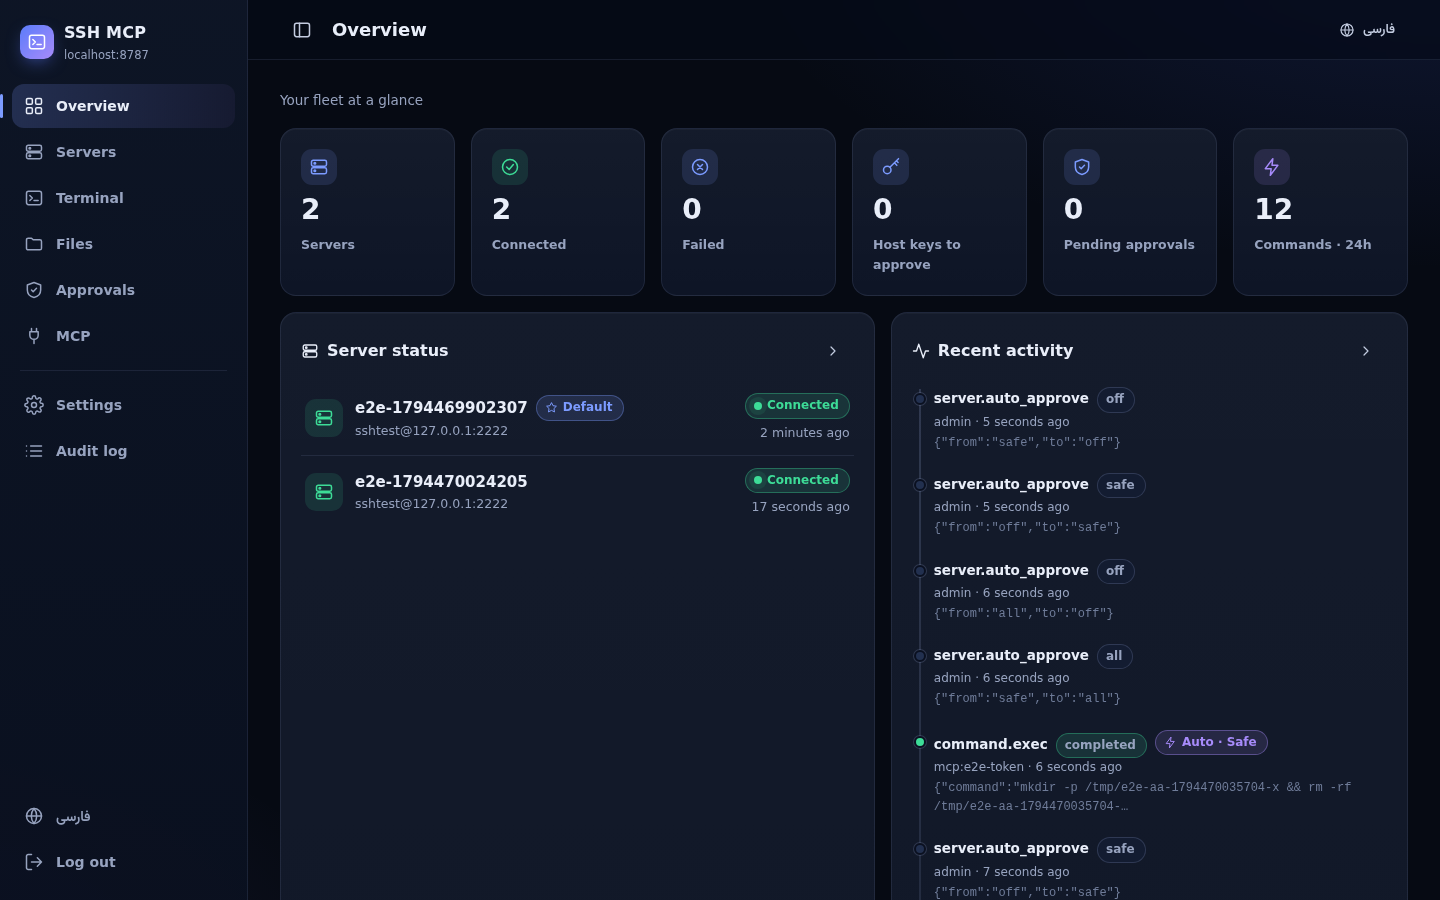 SSH MCP
localhost:8787
Overview
Servers
Terminal
Files
Approvals
MCP
Settings
Audit log
فارسی
Log out
Overview
فارسی
Your fleet at a glance
2
Servers
2
Connected
0
Failed
0
Host keys to
approve
0
Pending approvals
12
Commands · 24h
Server status
e2e-1794469902307 Default
sshtest@127.0.0.1:2222
Connected
2 minutes ago
e2e-1794470024205
sshtest@127.0.0.1:2222
Connected
17 seconds ago
Recent activity
server.auto_approve off
admin · 5 seconds ago
{"from":"safe","to":"off"}
server.auto_approve safe
admin · 5 seconds ago
{"from":"off","to":"safe"}
server.auto_approve off
admin · 6 seconds ago
{"from":"all","to":"off"}
server.auto_approve all
admin · 6 seconds ago
{"from":"safe","to":"all"}
command.exec completed Auto · Safe
mcp:e2e-token · 6 seconds ago
{"command":"mkdir -p /tmp/e2e-aa-1794470035704-x && rm -rf
/tmp/e2e-aa-1794470035704-…
server.auto_approve safe
admin · 7 seconds ago
{"from":"off","to":"safe"}